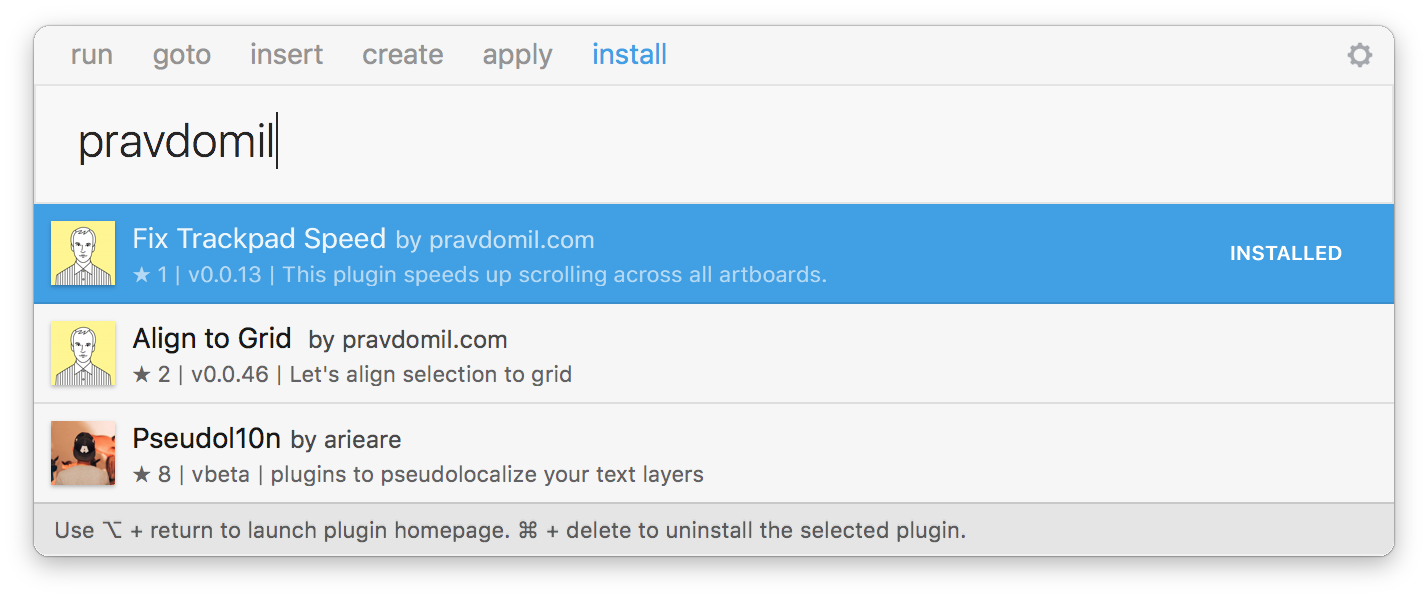 run goto insert create apply install
pravdomil
Fix Trackpad Speed by pravdomil.com
INSTALLED
★ 1 | v0.0.13 | This plugin speeds up scrolling across all artboards.
Align to Grid by pravdomil.com
★ 2 | v0.0.46 | Let's align selection to grid
Pseudol10n by arieare
★ 8 | vbeta | plugins to pseudolocalize your text layers
Use ⌥ + return to launch plugin homepage. ⌘ + delete to uninstall the selected plugin.